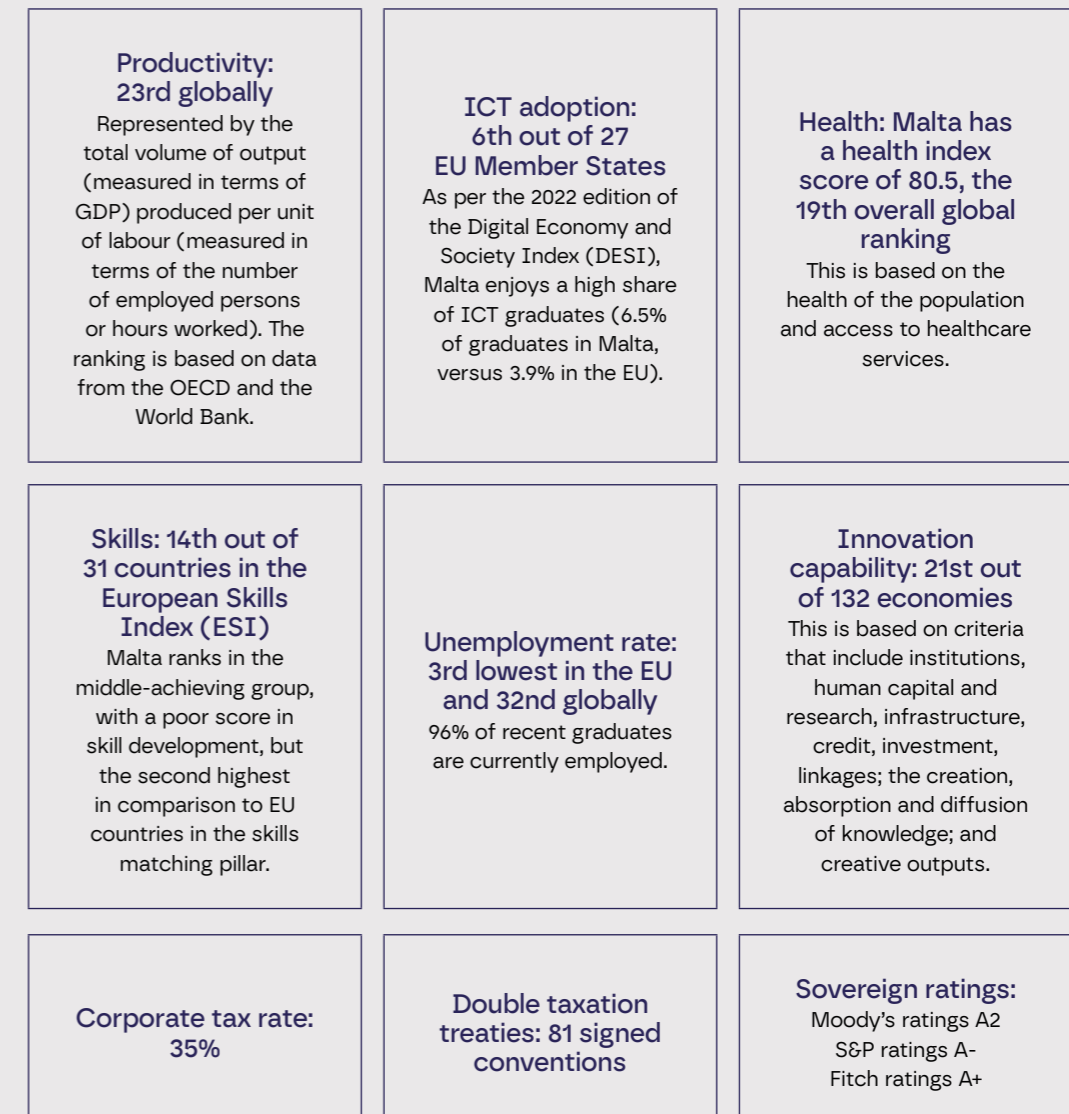 Productivity:
23rd globally
Represented by the
total volume of output
(measured in terms of
GDP) produced per unit
of labour (measured in
terms of the number
of employed persons
or hours worked). The
ranking is based on data
from the OECD and the
World Bank.
ICT adoption:
6th out of 27
EU Member States
As per the 2022 edition of
the Digital Economy and
Society Index (DESI),
Malta enjoys a high share
of ICT graduates (6.5%
of graduates in Malta,
versus 3.9% in the EU).
Health: Malta has
a health index
score of 80.5, the
19th overall global
ranking
This is based on the
health of the population
and access to healthcare
services.
Skills: 14th out of
31 countries in the
European Skills
Index (ESI)
Malta ranks in the
middle-achieving group,
with a poor score in
skill development, but
the second highest
in comparison to EU
countries in the skills
matching pillar.
Unemployment rate:
3rd lowest in the EU
and 32nd globally
96% of recent graduates
are currently employed.
Innovation
capability: 21st out
of 132 economies
This is based on criteria
that include institutions,
human capital and
research, infrastructure,
credit, investment,
linkages; the creation,
absorption and diffusion
of knowledge; and
creative outputs.
Corporate tax rate:
35%
Double taxation
treaties: 81 signed
conventions
Sovereign ratings:
Moody's ratings A2
S&P ratings A-
Fitch ratings A+